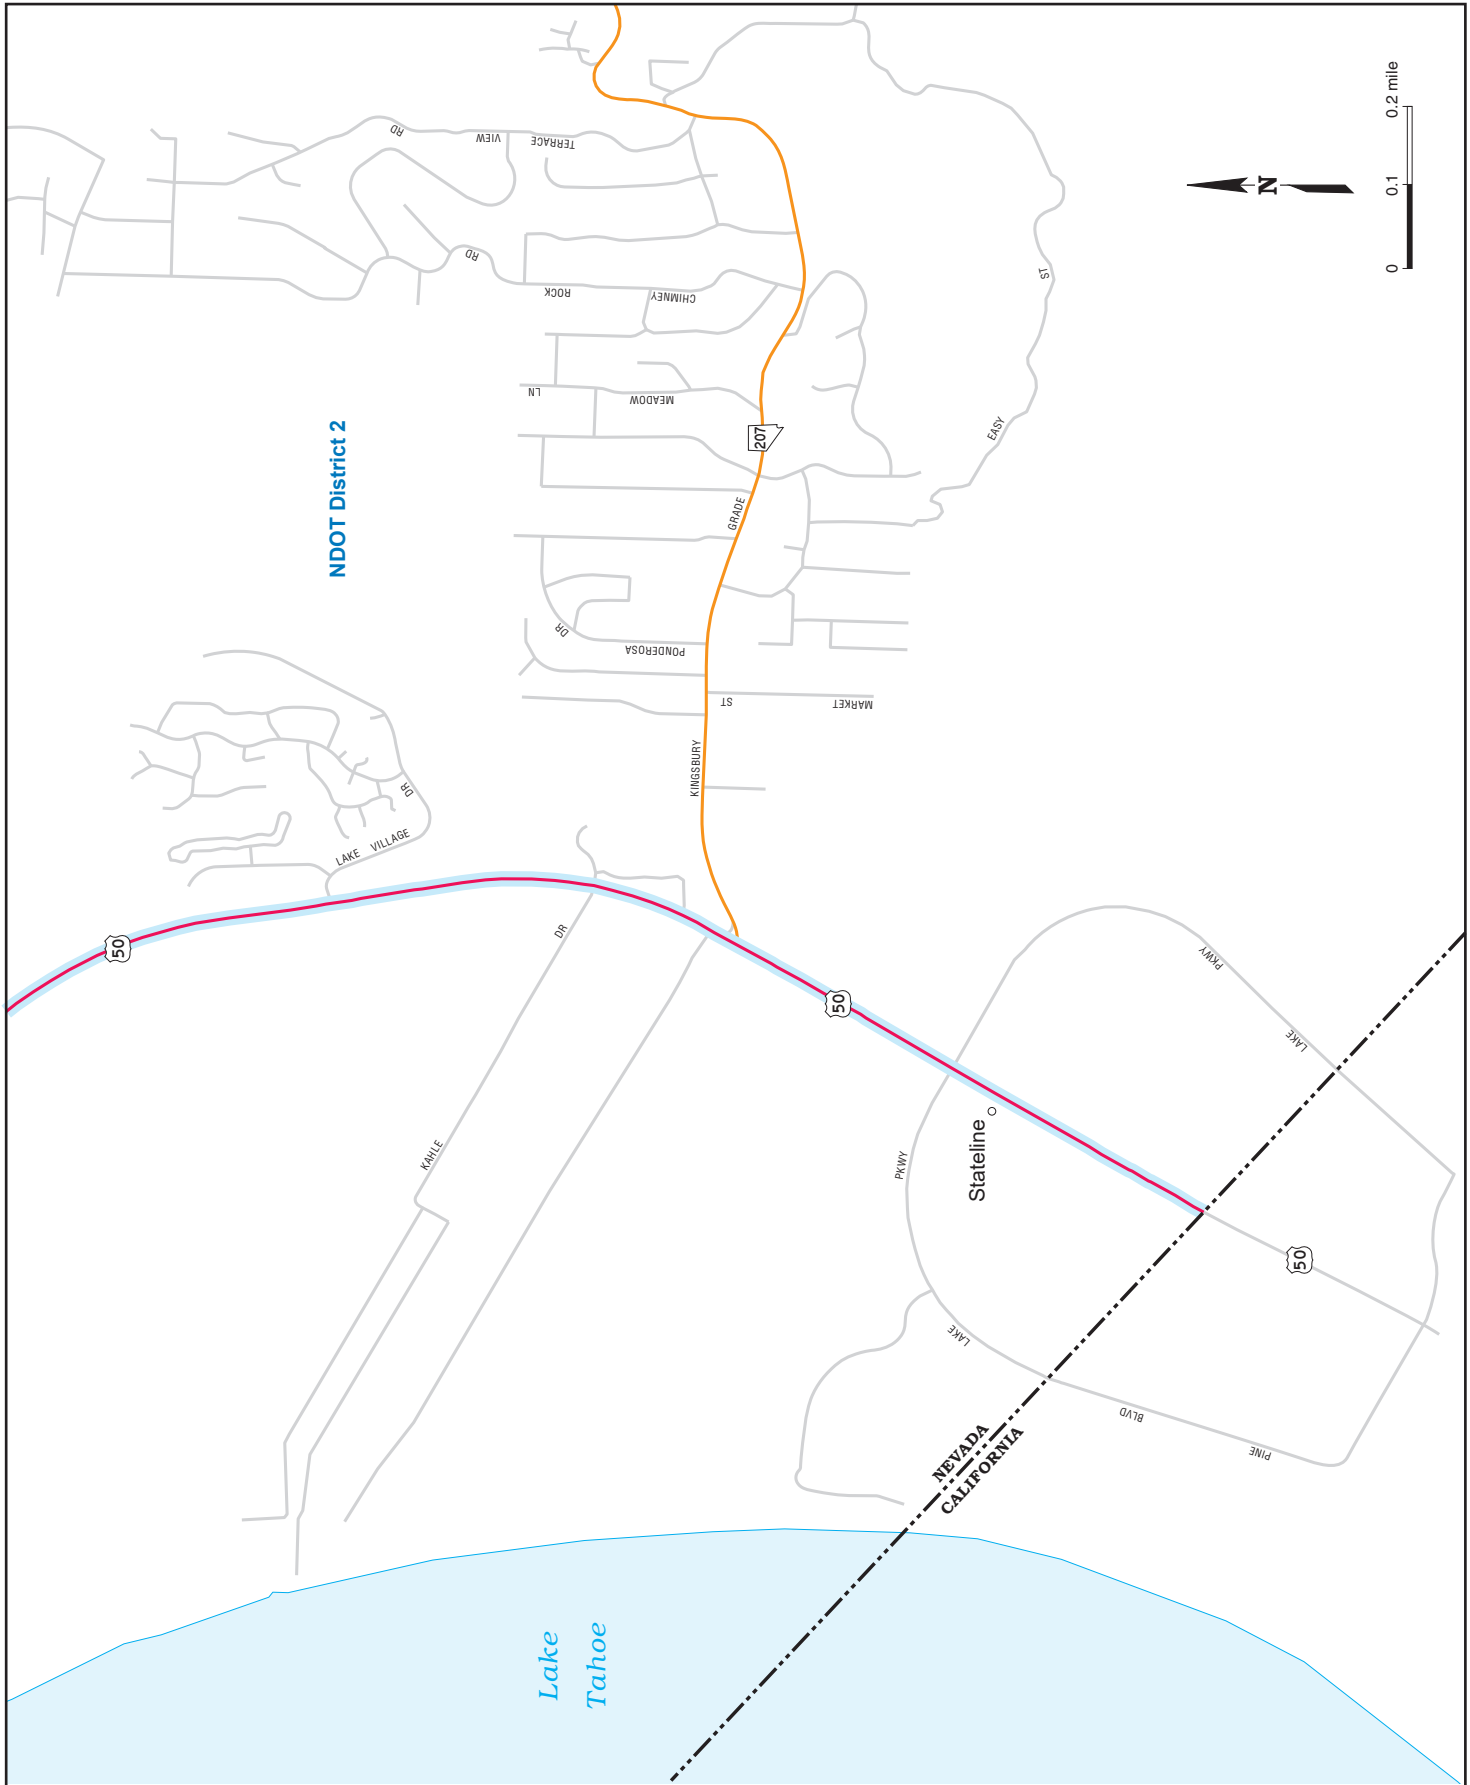 NDOT District 2
RD
VIEW
TERRACE
RD
ROCK
CHIMNEY
LN
MEADOW
207
GRADE
EASY
ST
DR
PONDEROSA
ST
MARKET
KINGSBURY
DR
LAKE VILLAGE
50
DR
KAHLE
50
PKWY
LAKE
PKWY
LAKE
Stateline
50
BLVD
PINE
NEVADA
CALIFORNIA
Lake
Tahoe
N
0 0.1 0.2 mile